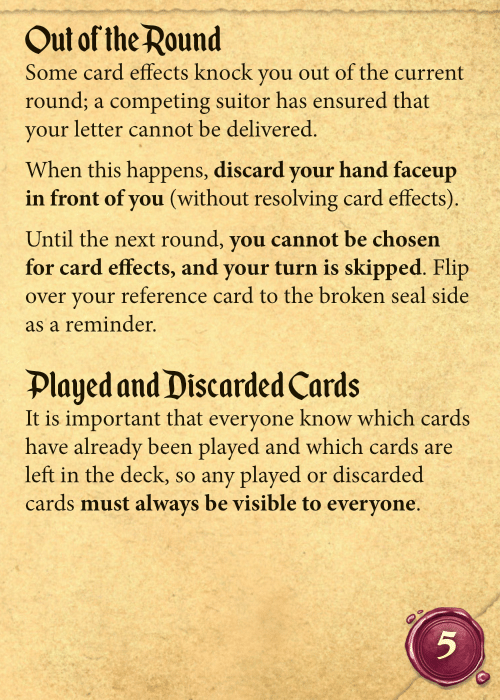 Out of the Round
Some card effects knock you out of the current
round; a competing suitor has ensured that
your letter cannot be delivered.
When this happens, discard your hand faceup
in front of you (without resolving card effects).
Until the next round, you cannot be chosen
for card effects, and your turn is skipped. Flip
over your reference card to the broken seal side
as a reminder.
Played and Discarded Cards
It is important that everyone know which cards
have already been played and which cards are
left in the deck, so any played or discarded
cards must always be visible to everyone.
5